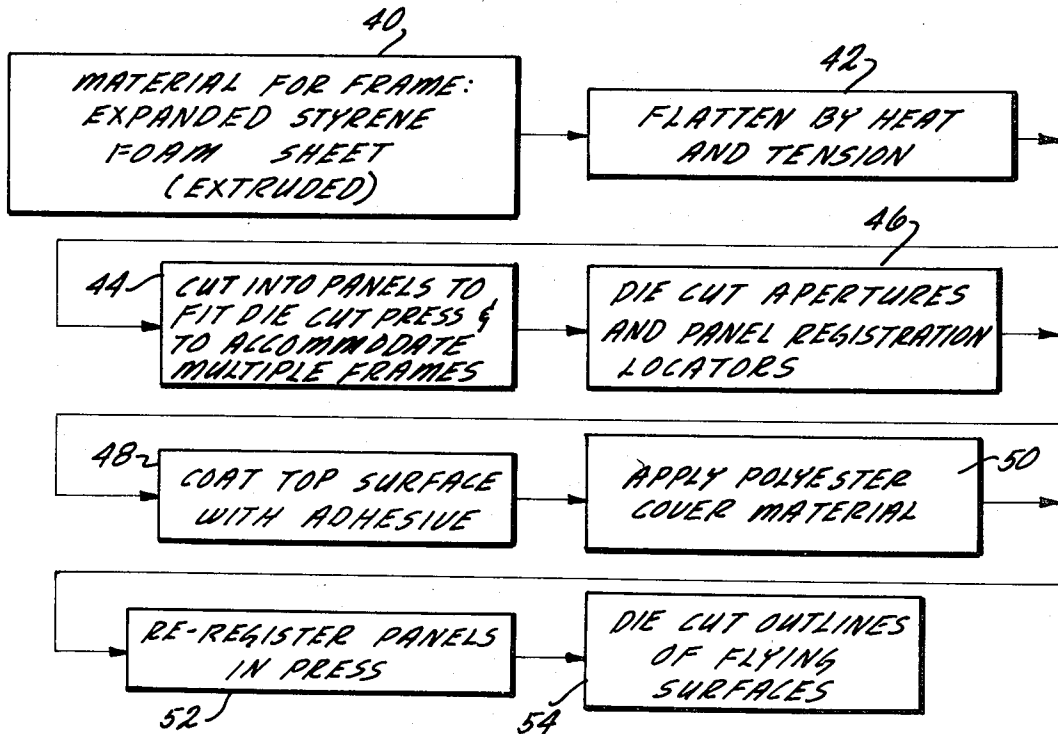 40
MATERIAL FOR FRAME:
EXPANDED STYRENE
FOAM SHEET
(EXTRUDED)
42
FLATTEN BY HEAT
AND TENSION
44
CUT INTO PANELS TO
FIT DIE CUT PRESS &
TO ACCOMMODATE
MULTIPLE FRAMES
46
DIE CUT APERTURES
AND PANEL REGISTRATION
LOCATORS
48
COAT TOP SURFACE
WITH ADHESIVE
50
APPLY POLYESTER
COVER MATERIAL
RE-REGISTER PANELS
IN PRESS
52
DIE CUT OUTLINES
OF FLYING
SURFACES
54